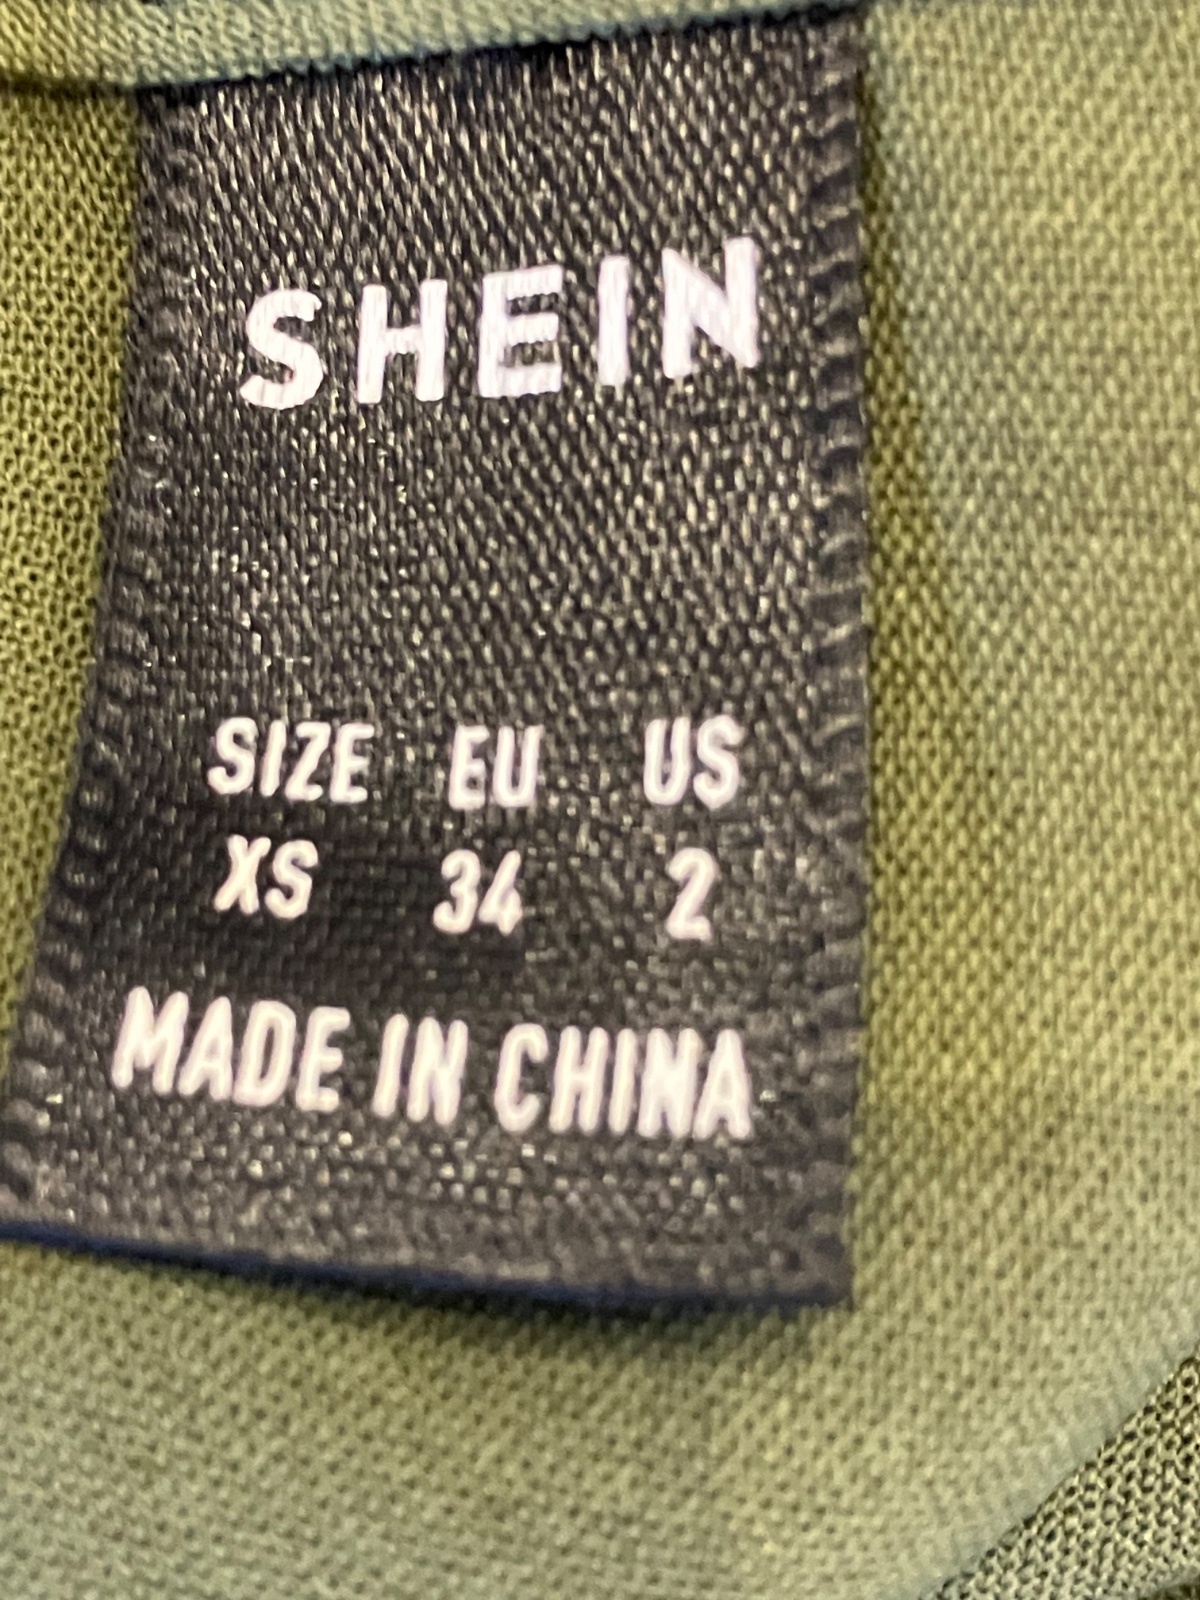 SHEIN
SIZE EU US
XS 34 2
MADE IN CHINA